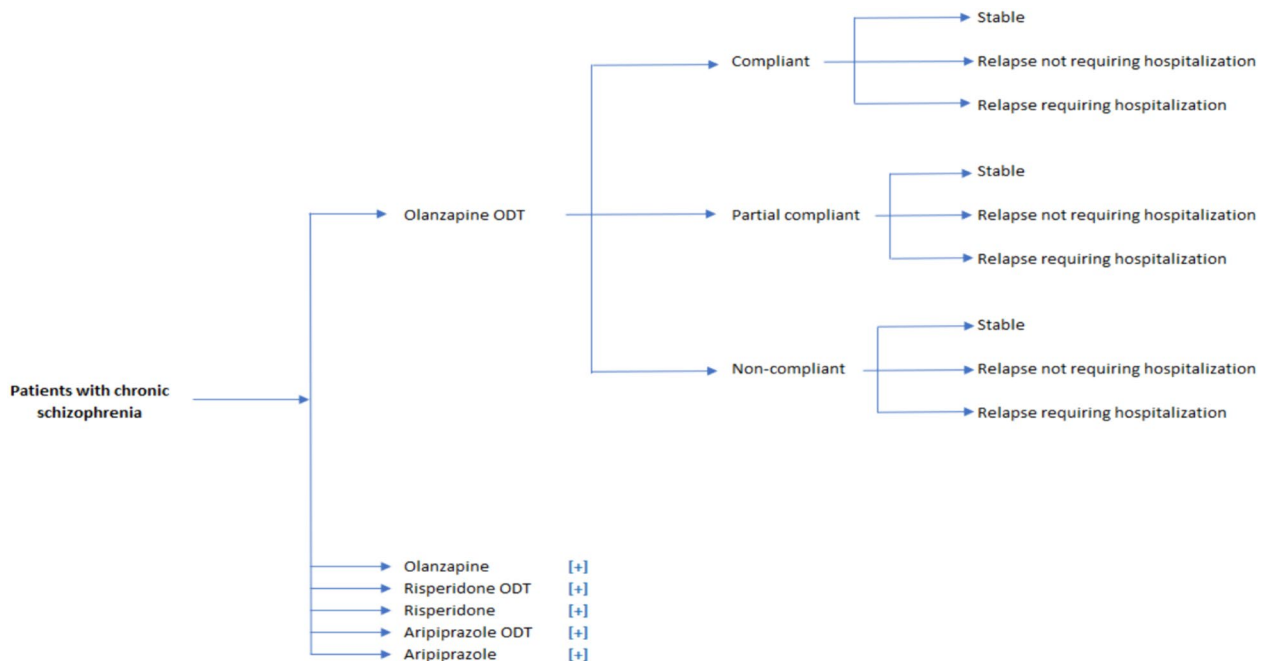 Stable
Compliant
Relapse not requiring hospitalization
Relapse requiring hospitalization
Stable
Olanzapine ODT
Partial compliant
Relapse not requiring hospitalization
Relapse requiring hospitalization
Stable
Non-compliant
Relapse not requiring hospitalization
Patients with chronic
schizophrenia
Relapse requiring hospitalization
Olanzapine [+]
Risperidone ODT [+]
Risperidone [+]
Aripiprazole ODT [+]
Aripiprazole [+]